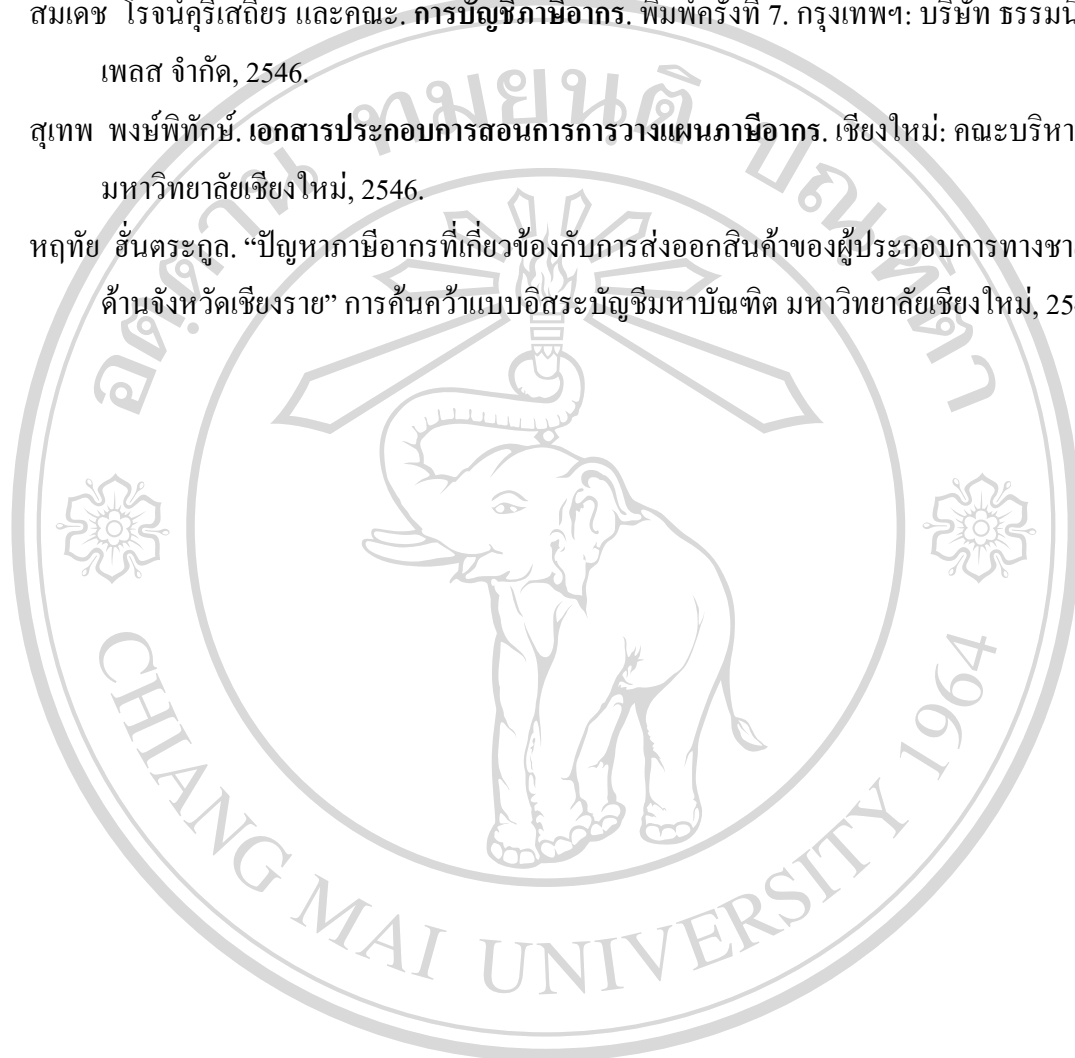 สมเดช โรจน์คุรีเสถียร และคณะ. การบัญชีภาษีอากร. พิมพ์ครั้งที่ 7. กรุงเทพฯ: บริษัท
เพลส จำกัด, 2546.
สุเทพ พงษ์พิทักษ์. เอกสารประกอบการสอนการการวางแผนภาษีอากร. เชียงใหม่:
มหาวิทยาลัยเชียงใหม่, 2546.
หฤทัย ฮั่นตระกูล. “ปัญหาภาษีอากรที่เกี่ยวข้องกับการส่งออกสินค้าของผู้ประกอบการ
ด้านจังหวัดเชียงราย” การค้นคว้าแบบอิสระบัญชีมหาบัณฑิต มหาวิทยาลัยเชียงใหม่,
อตฺตานํ ทมยนฺติ ปณฺฑิตา
CHIANG MAI UNIVERSITY 1964